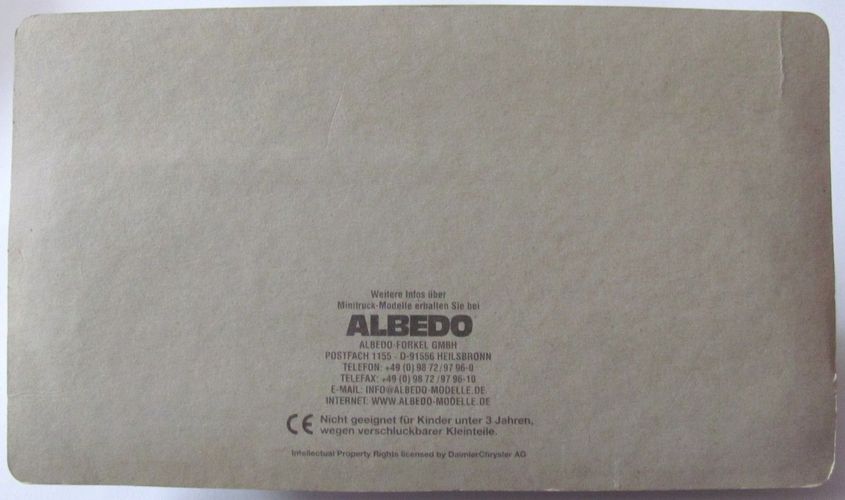 Weitere Infos über
Minitruck-Modelle erhalten Sie bei
ALBEDO
ALBEDO-FORKEL GMBH
POSTFACH 1155 - D-91556 HEILSBRONN
TELEFON: +49 (0) 98 72 / 97 96-0
TELEFAX: +49 (0) 98 72 / 97 96-10
E-MAIL: INFO@ALBEDO-MODELLE.DE
INTERNET: WWW.ALBEDO-MODELLE.DE
CE Nicht geeignet für Kinder unter 3 Jahren,
wegen verschluckbarer Kleinteile.
Intellectual Property Rights licensed by DaimlerChrysler AG